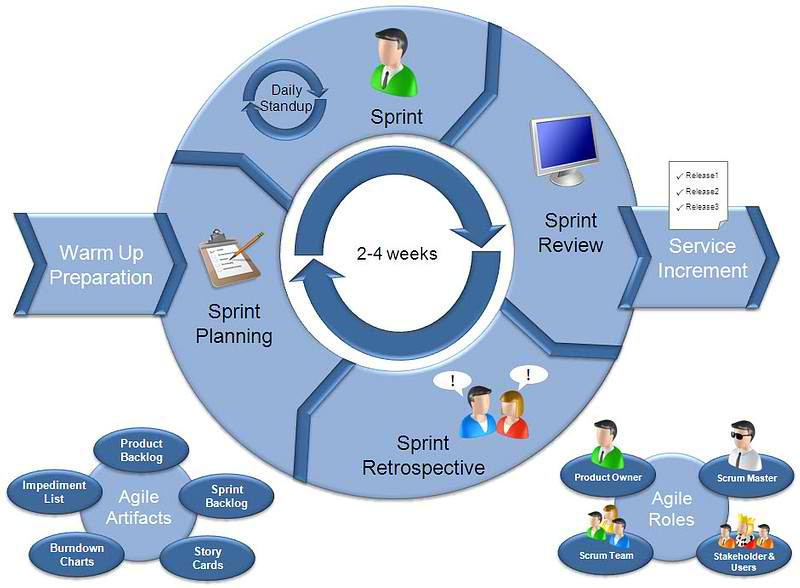 Daily
Standup
Sprint
Sprint
Review
Release1
Release2
Release3
Service
Increment
Warm Up
Preparation
2-4 weeks
Sprint
Planning
!
!
Sprint
Retrospective
Product
Backlog
Impediment
List
Agile
Artifacts
Sprint
Backlog
Burndown
Charts
Story
Cards
Product Owner
Scrum Master
Agile
Roles
Scrum Team
Stakeholder &
Users